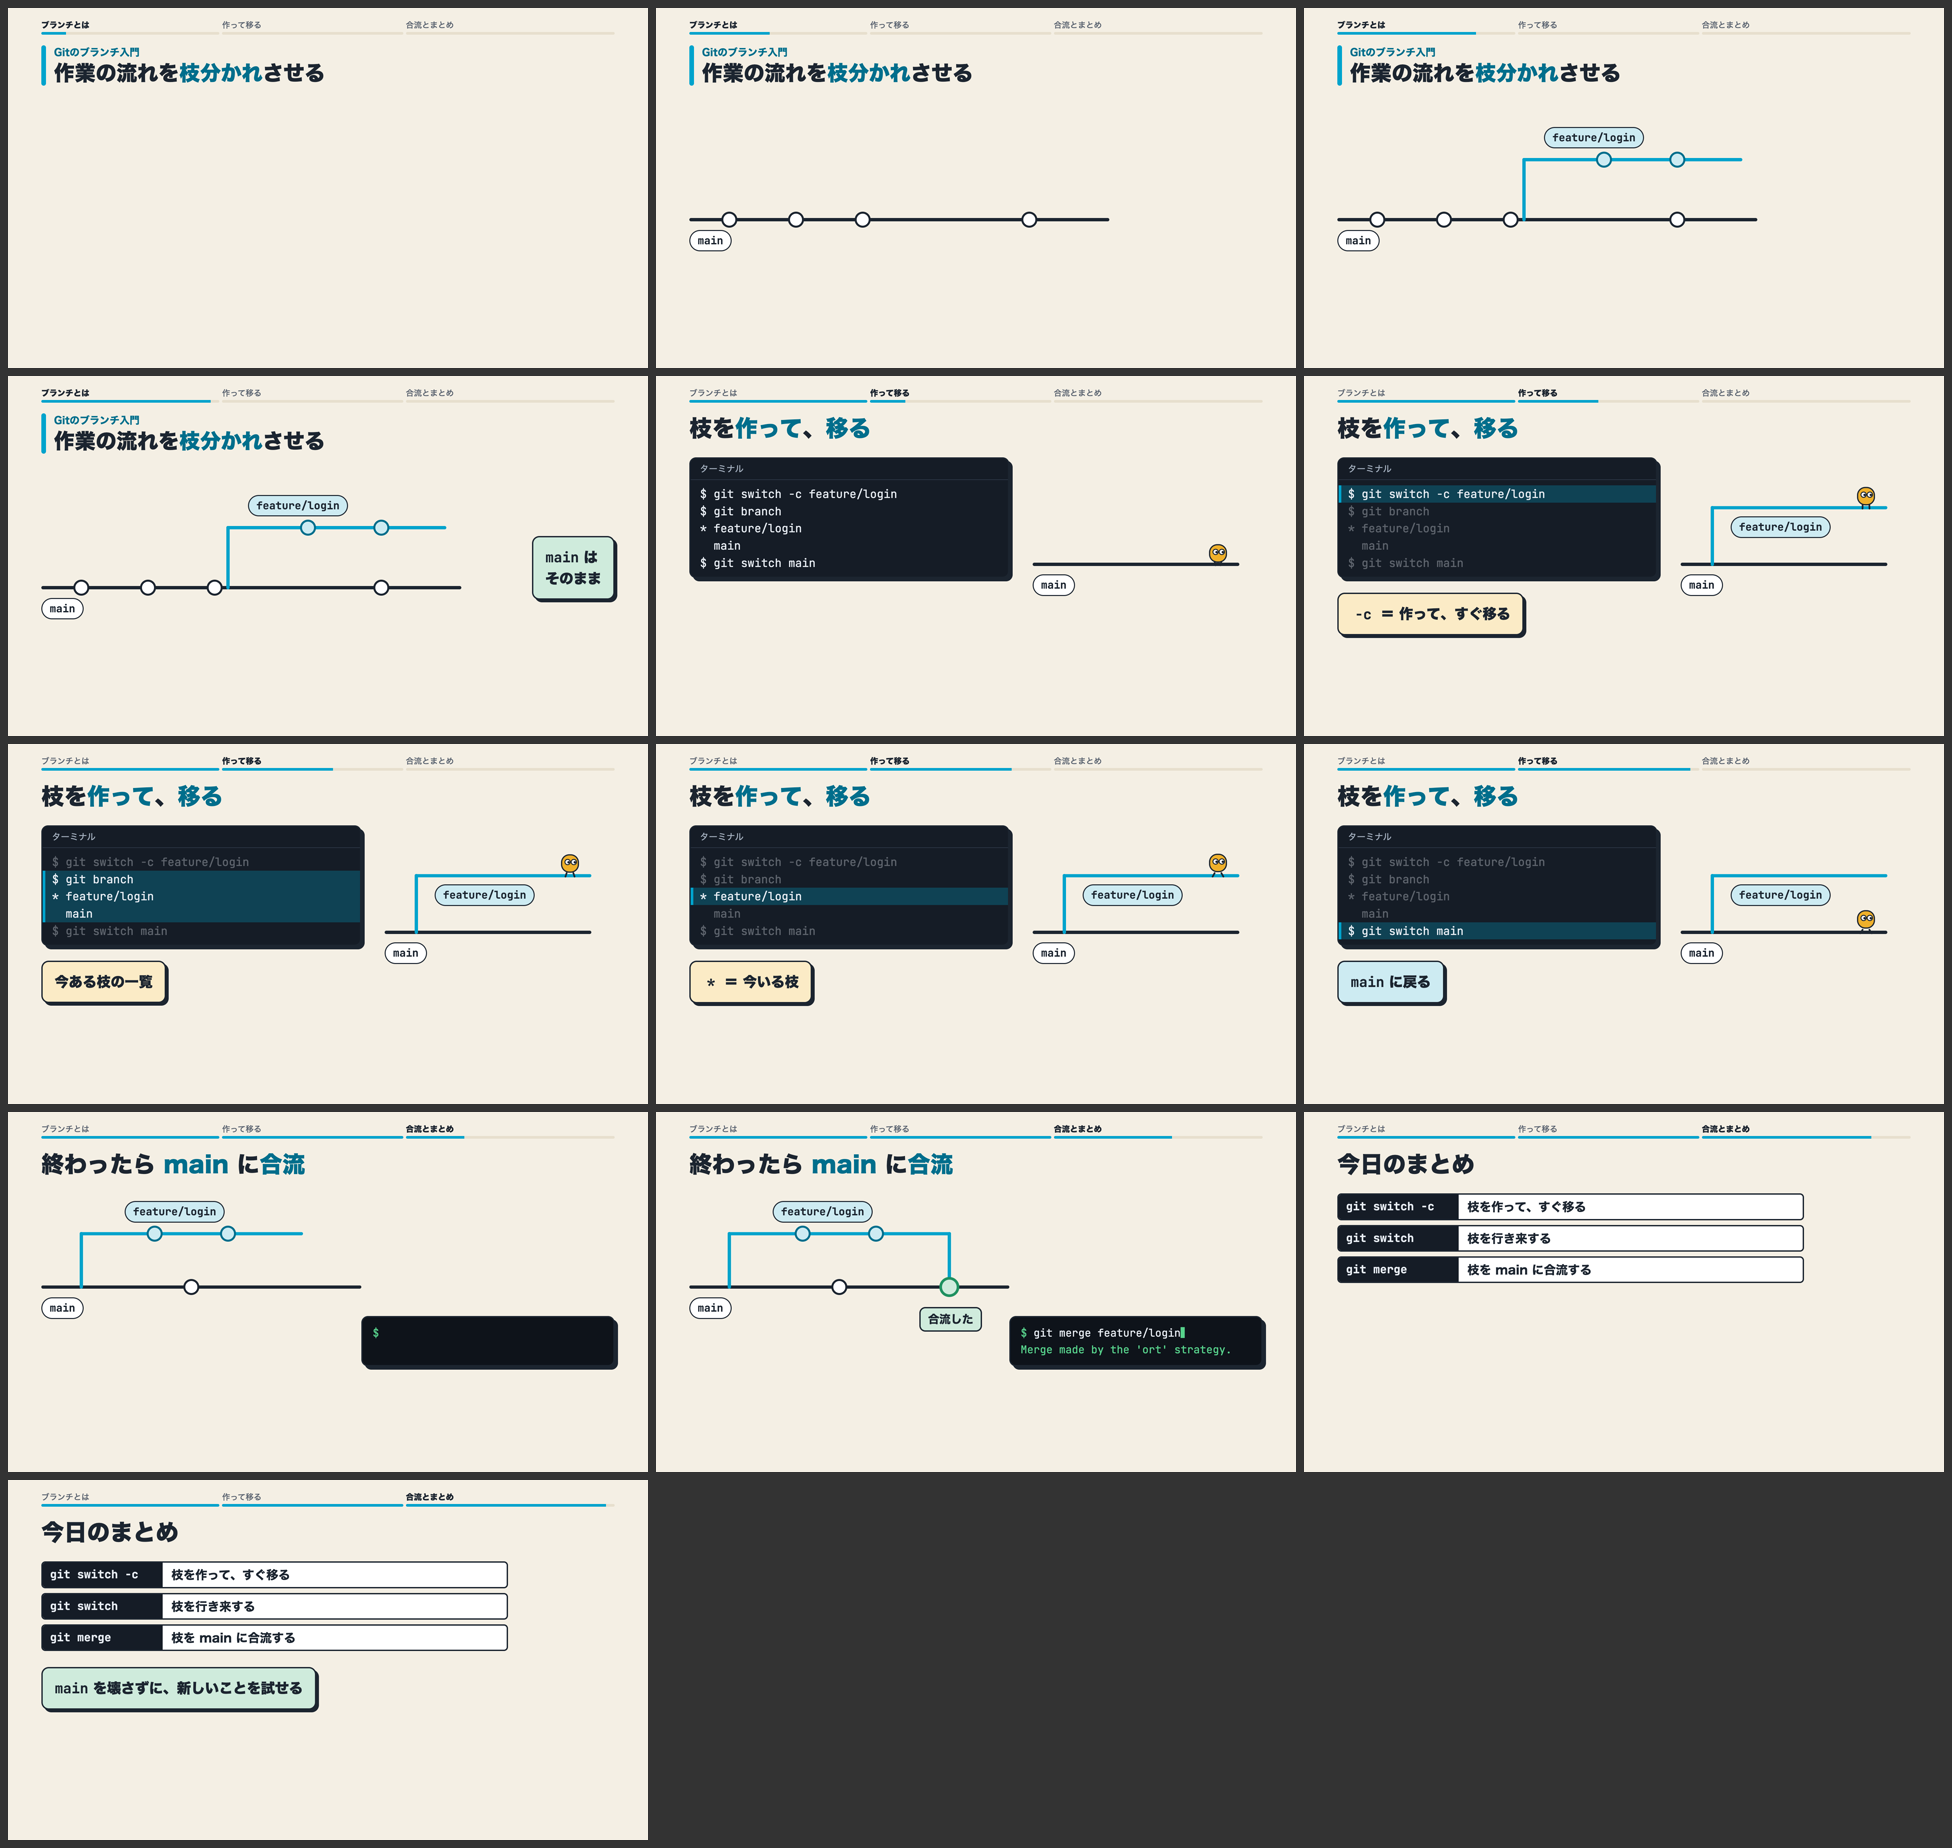 ブランチとは 作って移る 合流とまとめ
Gitのブランチ入門
作業の流れを枝分かれさせる
ブランチとは 作って移る 合流とまとめ
Gitのブランチ入門
作業の流れを枝分かれさせる
main
ブランチとは 作って移る 合流とまとめ
Gitのブランチ入門
作業の流れを枝分かれさせる
feature/login
main
ブランチとは 作って移る 合流とまとめ
Gitのブランチ入門
作業の流れを枝分かれさせる
feature/login
main は
そのまま
main
ブランチとは 作って移る 合流とまとめ
枝を作って、移る
ターミナル
$ git switch -c feature/login
$ git branch
* feature/login
main
$ git switch main
main
ブランチとは 作って移る 合流とまとめ
枝を作って、移る
ターミナル
$ git switch -c feature/login
$ git branch
* feature/login
main
$ git switch main
feature/login
main
-c = 作って、すぐ移る
ブランチとは 作って移る 合流とまとめ
枝を作って、移る
ターミナル
$ git switch -c feature/login
$ git branch
* feature/login
main
$ git switch main
feature/login
main
今ある枝の一覧
ブランチとは 作って移る 合流とまとめ
枝を作って、移る
ターミナル
$ git switch -c feature/login
$ git branch
* feature/login
main
$ git switch main
feature/login
main
* = 今いる枝
ブランチとは 作って移る 合流とまとめ
枝を作って、移る
ターミナル
$ git switch -c feature/login
$ git branch
* feature/login
main
$ git switch main
feature/login
main
main に戻る
ブランチとは 作って移る 合流とまとめ
終わったら main に合流
feature/login
main
$
ブランチとは 作って移る 合流とまとめ
終わったら main に合流
feature/login
main
合流した
$ git merge feature/login
Merge made by the 'ort' strategy.
ブランチとは 作って移る 合流とまとめ
今日のまとめ
git switch -c 枝を作って、すぐ移る
git switch 枝を行き来する
git merge 枝を main に合流する
ブランチとは 作って移る 合流とまとめ
今日のまとめ
git switch -c 枝を作って、すぐ移る
git switch 枝を行き来する
git merge 枝を main に合流する
main を壊さずに、新しいことを試せる